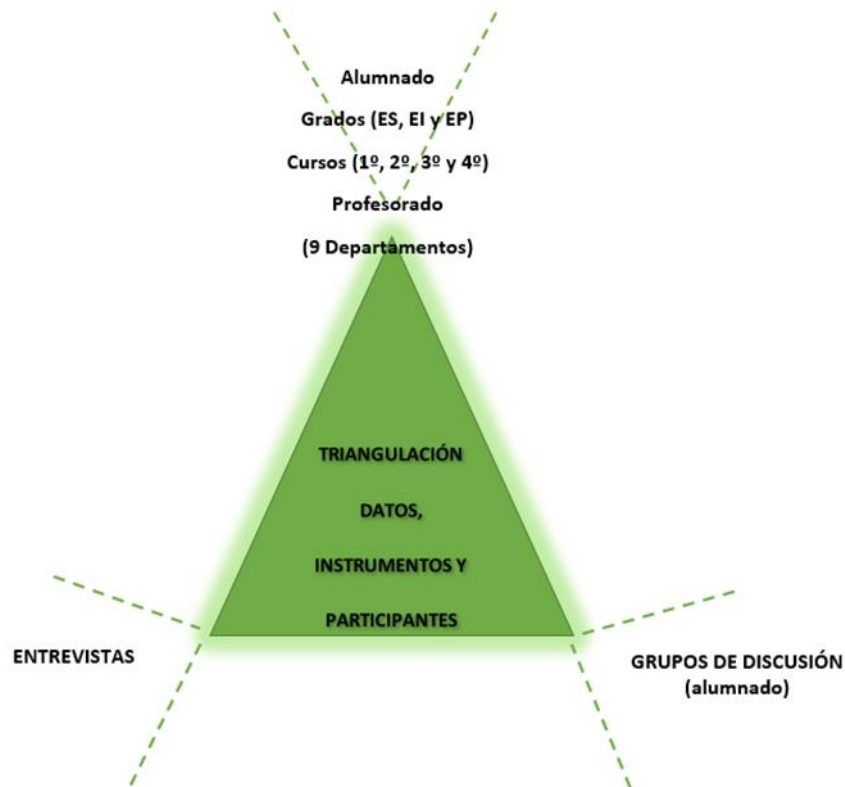 Alumnado
Grados (ES, EI y EP)
Cursos (1º, 2º, 3º y 4º)
Profesorado
(9 Departamentos)
TRIANGULACIÓN
DATOS,
INSTRUMENTOS Y
PARTICIPANTES
ENTREVISTAS
GRUPOS DE DISCUSIÓN
(alumnado)